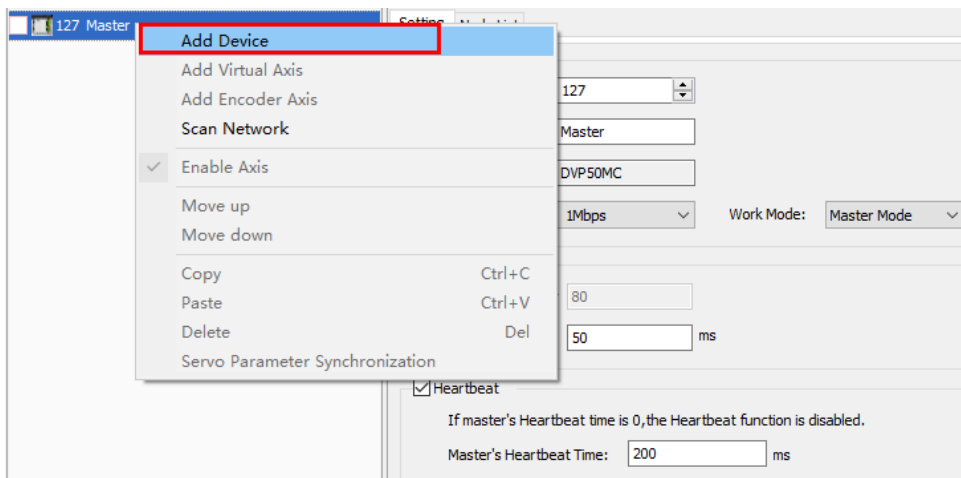 127 Master
Setting
Add Device
Add Virtual Axis
Add Encoder Axis
127
Scan Network
Master
Enable Axis
DVP50MC
Move up
1Mbps
Work Mode:
Master Mode
Move down
Copy Ctrl+C
80
Paste Ctrl+V
Delete Del
50 ms
Servo Parameter Synchronization
Heartbeat
If master's Heartbeat time is 0,the Heartbeat function is disabled.
Master's Heartbeat Time: 200 ms